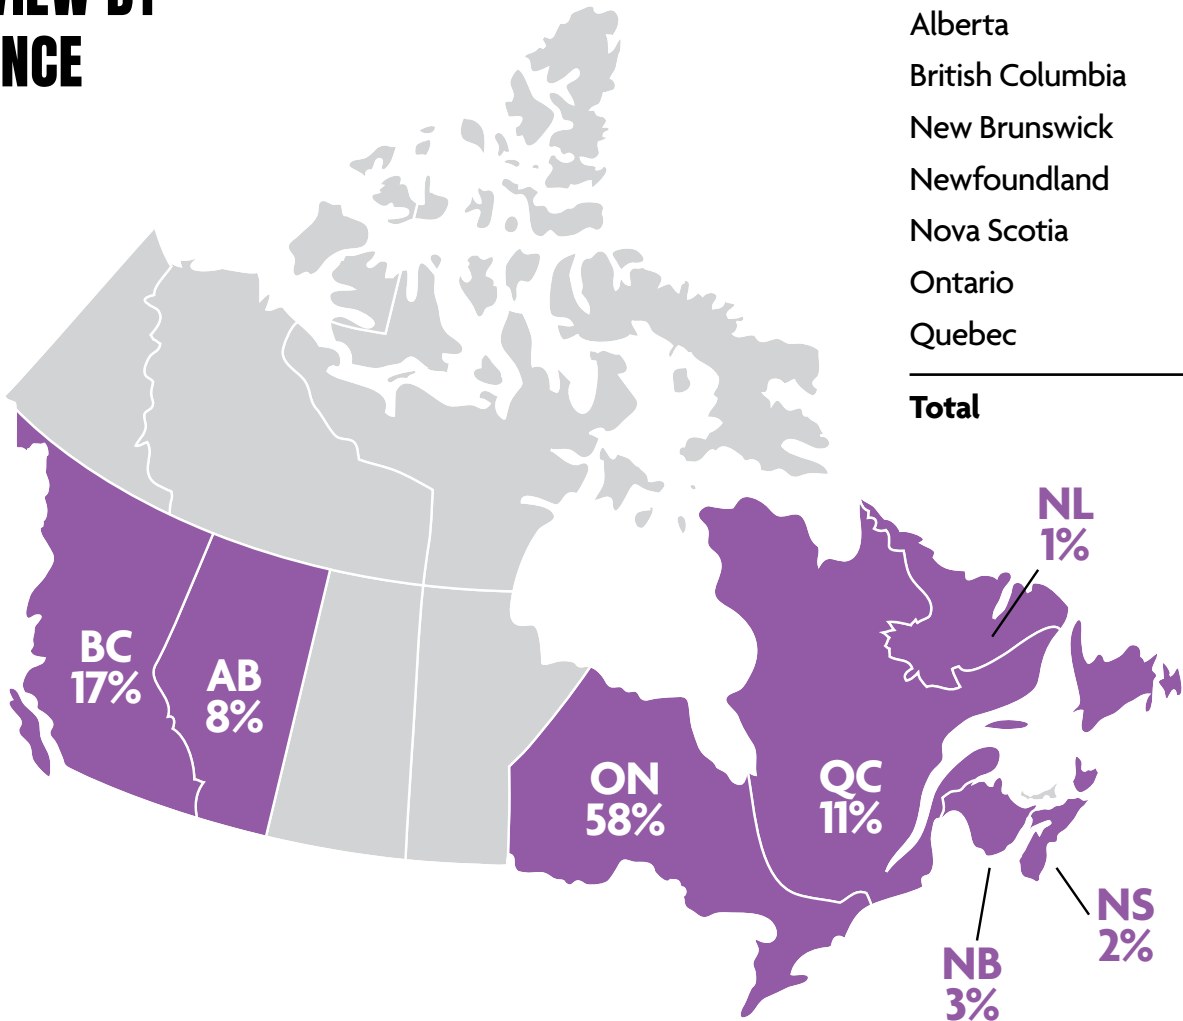 NCE
Alberta
British Columbia
New Brunswick
Newfoundland
Nova Scotia
Ontario
Quebec
Total
NL
1%
BC
17%
AB
8%
ON
58%
QC
11%
NS
2%
NB
3%